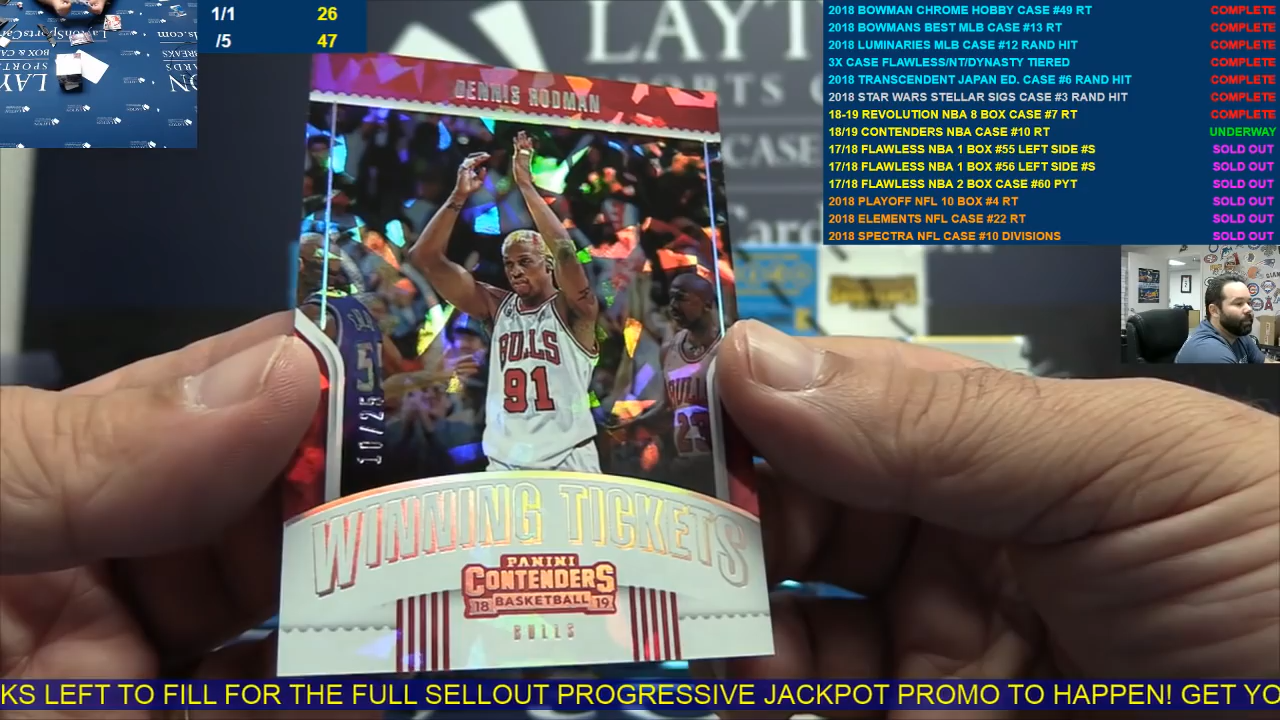 1/1 26
/5 47
2018 BOWMAN CHROME HOBBY CASE #49 RT COMPLETE
2018 BOWMANS BEST MLB CASE #13 RT COMPLETE
2018 LUMINARIES MLB CASE #12 RAND HIT COMPLETE
3X CASE FLAWLESS/NT/DYNASTY TIERED COMPLETE
2018 TRANSCENDENT JAPAN ED. CASE #6 RAND HIT COMPLETE
2018 STAR WARS STELLAR SIGS CASE #3 RAND HIT COMPLETE
18-19 REVOLUTION NBA 8 BOX CASE #7 RT COMPLETE
18/19 CONTENDERS NBA CASE #10 RT UNDERWAY
17/18 FLAWLESS NBA 1 BOX #55 LEFT SIDE #S SOLD OUT
17/18 FLAWLESS NBA 1 BOX #56 LEFT SIDE #S SOLD OUT
17/18 FLAWLESS NBA 2 BOX CASE #60 PYT SOLD OUT
2018 PLAYOFF NFL 10 BOX #4 RT SOLD OUT
2018 ELEMENTS NFL CASE #22 RT SOLD OUT
2018 SPECTRA NFL CASE #10 DIVISIONS SOLD OUT
LAYT
CASE
DENNIS RODMAN
BULLS
91
10/25
WINNING TICKETS
PANINI
CONTENDERS
18 BASKETBALL 19
BULLS
KS LEFT TO FILL FOR THE FULL SELLOUT PROGRESSIVE JACKPOT PROMO TO HAPPEN! GET YO